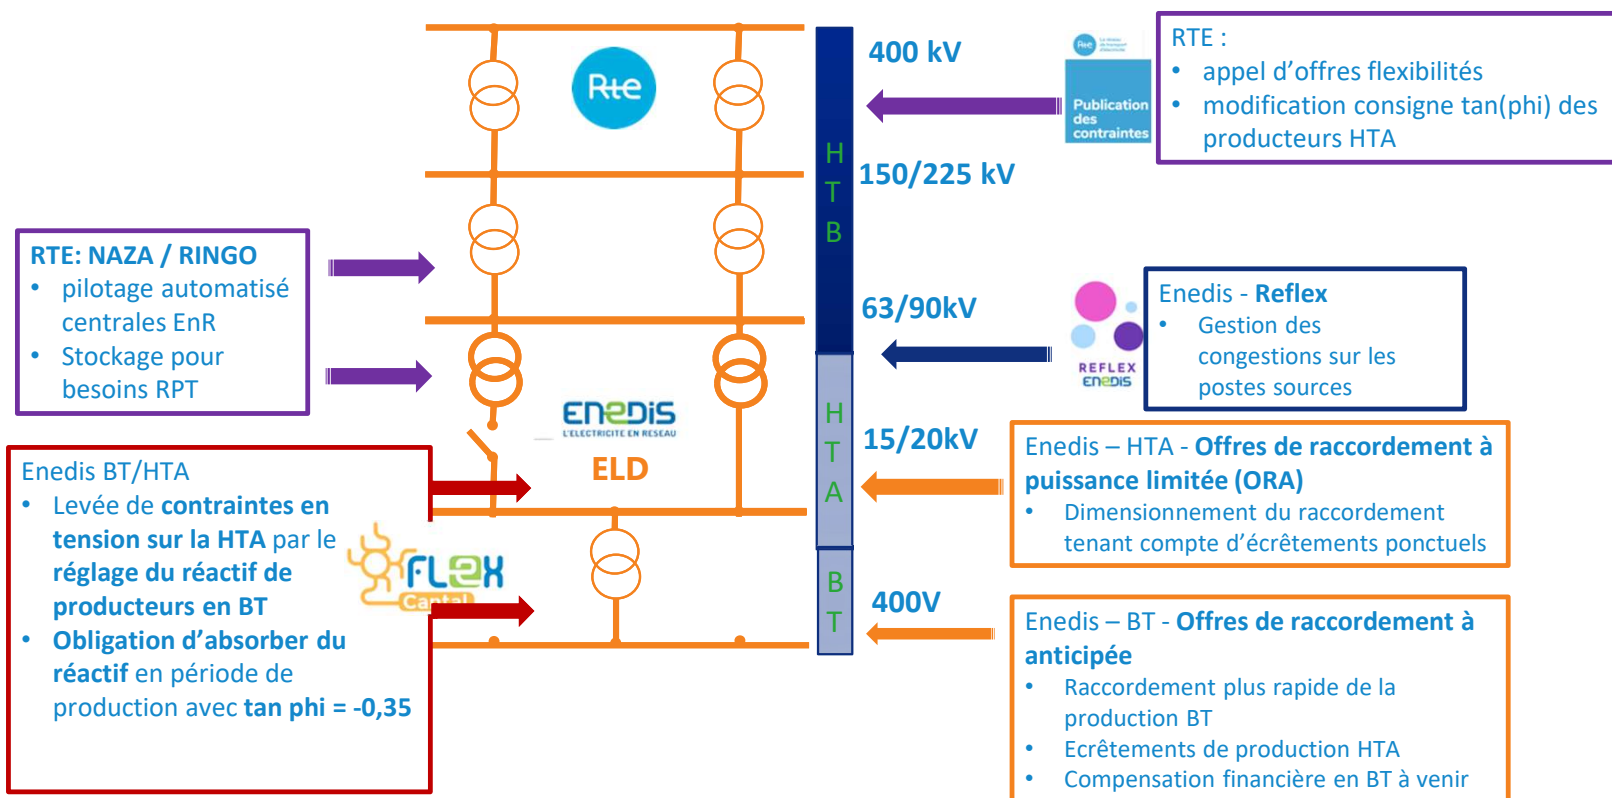 Rte
400 kV
150/225 kV
63/90kV
15/20kV
400V
H
T
B
H
T
A
B
T
Rte
Publication
des
contraintes
RTE :
• appel d'offres flexibilités
• modification consigne tan(phi) des
producteurs HTA
RTE: NAZA / RINGO
• pilotage automatisé
centrales EnR
• Stockage pour
besoins RPT
REFLEX
ENEDIS
Enedis - Reflex
• Gestion des
congestions sur les
postes sources
ENEDIS
L'ELECTRICITE EN RESEAU
ELD
Enedis BT/HTA
• Levée de contraintes en
tension sur la HTA par le
réglage du réactif de
producteurs en BT
• Obligation d'absorber du
réactif en période de
production avec tan phi = -0,35
FLEX
Cantal
Enedis – HTA - Offres de raccordement à
puissance limitée (ORA)
• Dimensionnement du raccordement
tenant compte d'écrêtements ponctuels
Enedis – BT - Offres de raccordement à
anticipée
• Raccordement plus rapide de la
production BT
• Ecrêtements de production HTA
• Compensation financière en BT à venir